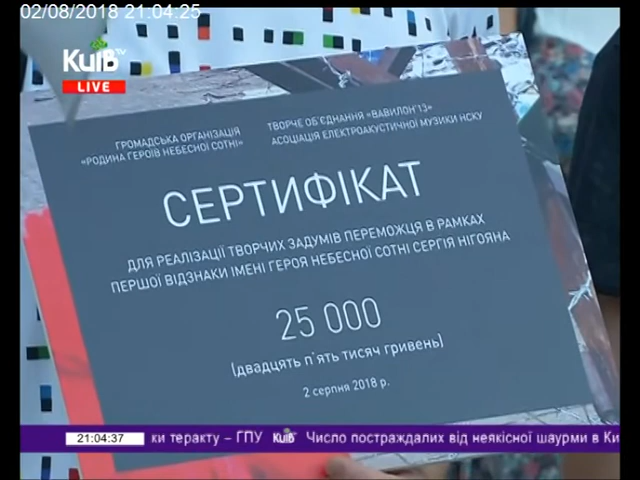 02/08/2018 21:04:25
КиїВ TV
LIVE
ГРОМАДСЬКА ОРГАНІЗАЦІЯ
«РОДИНА ГЕРОЇВ НЕБЕСНОЇ СОТНІ»
ТВОРЧЕ ОБ'ЄДНАННЯ «ВАВИЛОН'13»
АСОЦІАЦІЯ ЕЛЕКТРОАКУСТИЧНОЇ МУЗИКИ НСКУ
СЕРТИФІКАТ
ДЛЯ РЕАЛІЗАЦІЇ ТВОРЧИХ ЗАДУМІВ ПЕРЕМОЖЦЯ В РАМКАХ
ПЕРШОЇ ВІДЗНАКИ ІМЕНІ ГЕРОЯ НЕБЕСНОЇ СОТНІ СЕРГІЯ НІГОЯНА
25 000
(двадцять п'ять тисяч гривень)
2 серпня 2018 р.
21:04:37 ки теракту – ГПУ КиїВ Число постраждалих від неякісної шаурми в Ки